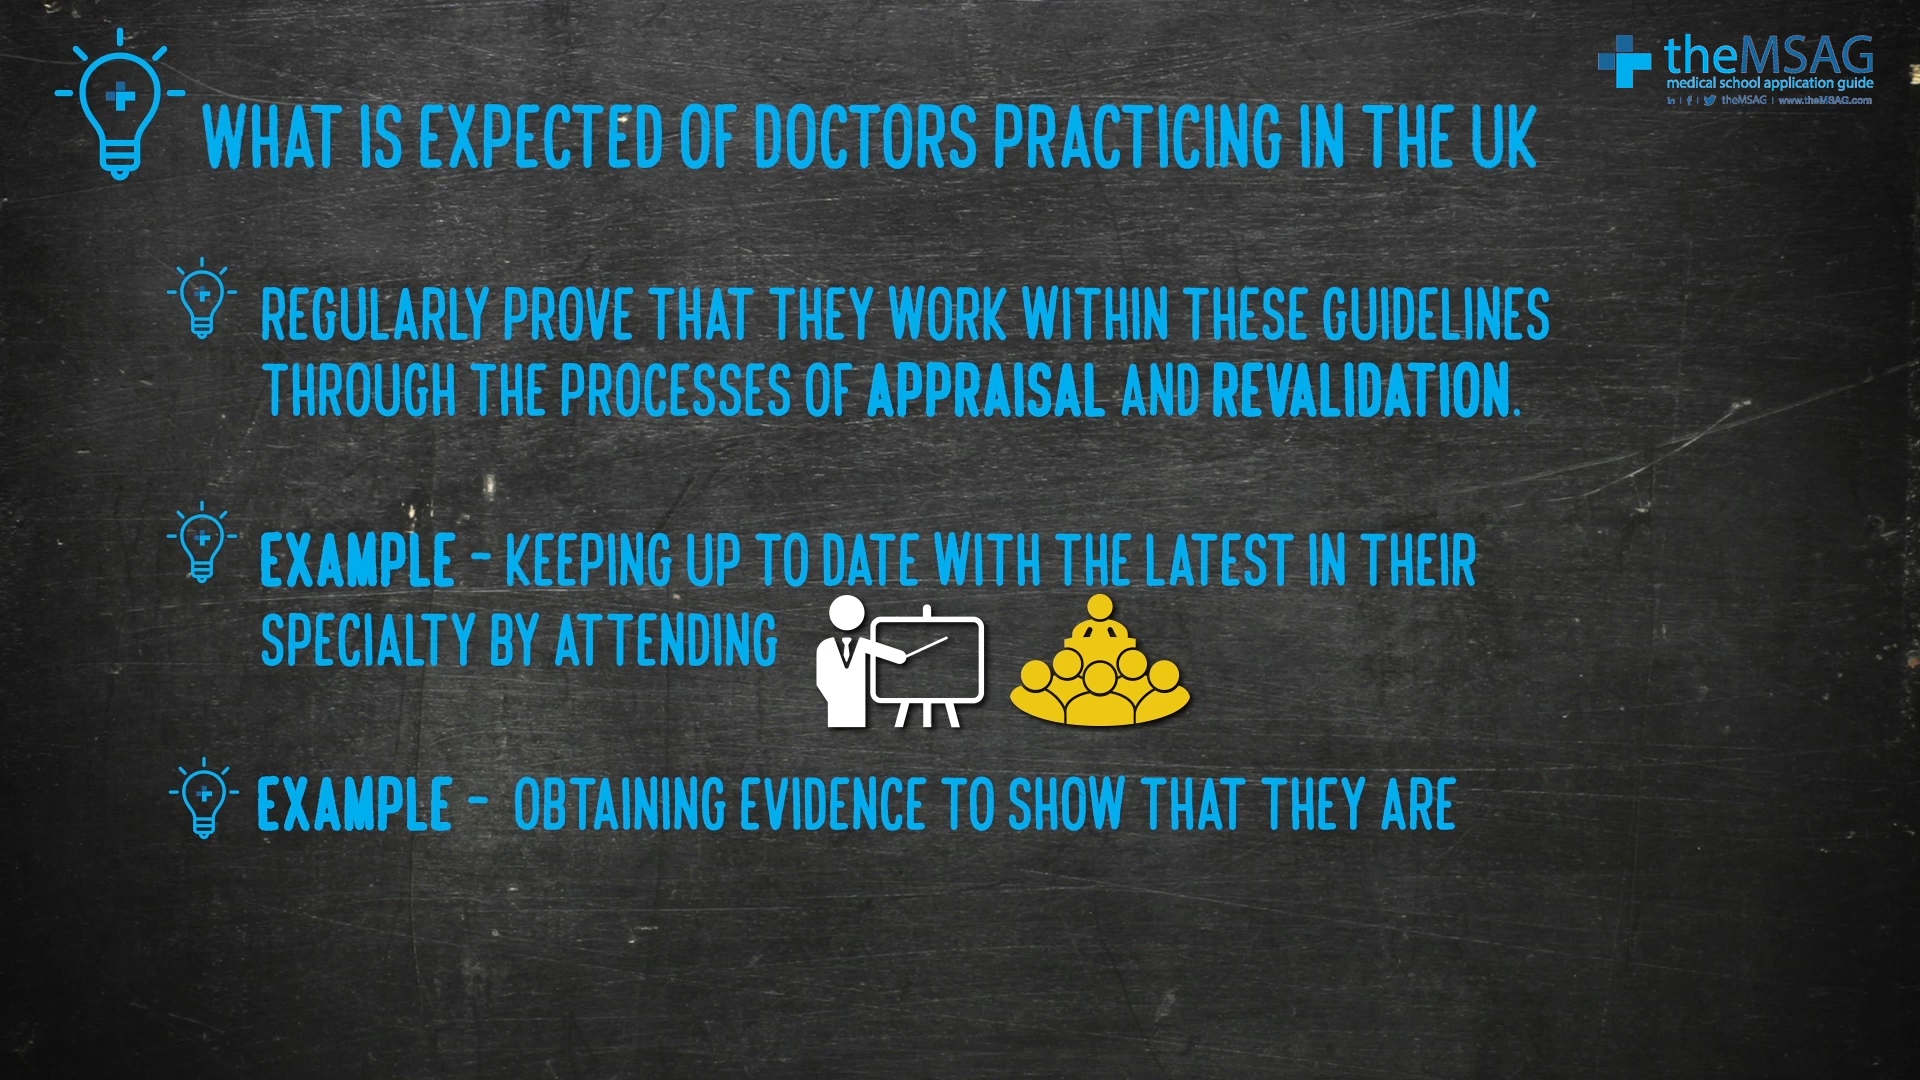 theMSAG
medical school application guide
in | f | theMSAG | www.theMSAG.com
WHAT IS EXPECTED OF DOCTORS PRACTICING IN THE UK
REGULARLY PROVE THAT THEY WORK WITHIN THESE GUIDELINES
THROUGH THE PROCESSES OF APPRAISAL AND REVALIDATION.
EXAMPLE - KEEPING UP TO DATE WITH THE LATEST IN THEIR
SPECIALTY BY ATTENDING
EXAMPLE - OBTAINING EVIDENCE TO SHOW THAT THEY ARE